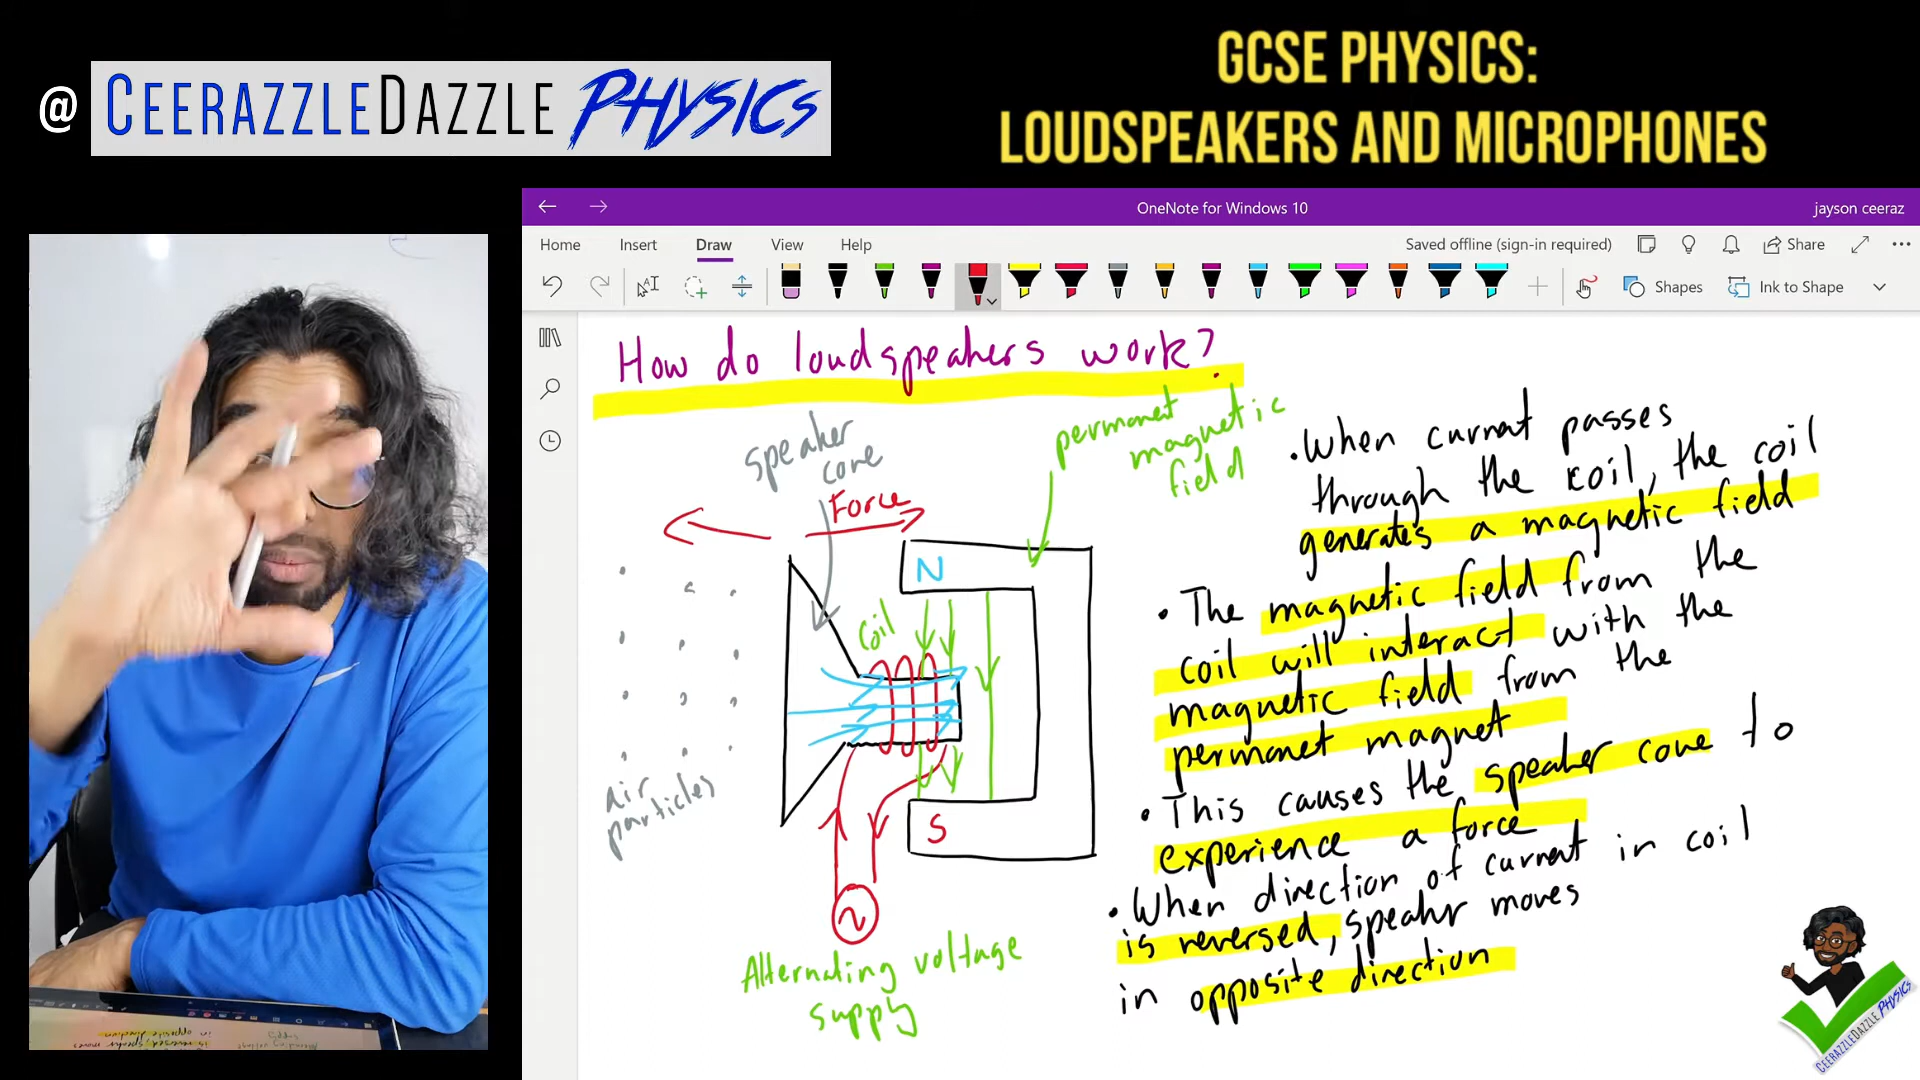 @ CEERAZZLEDAZZLE PHYSICS
GCSE PHYSICS:
LOUDSPEAKERS AND MICROPHONES
OneNote for Windows 10
jayson ceeraz
Home Insert Draw View Help
Saved offline (sign-in required)
Share
Shapes
Ink to Shape
How do loudspeakers work?
speaker
cone
permanet
magnetic
field
Force
N
coil
S
air
particles
Alternating voltage
supply
• When current passes
through the coil, the coil
generates a magnetic field
• The magnetic field from the
coil will interact with the
magnetic field from the
permanet magnet
• This causes the speaker cone to
experience a force
• When direction of current in coil
is reversed, speaker moves
in opposite direction
CEERAZZLEDAZZLE PHYSICS